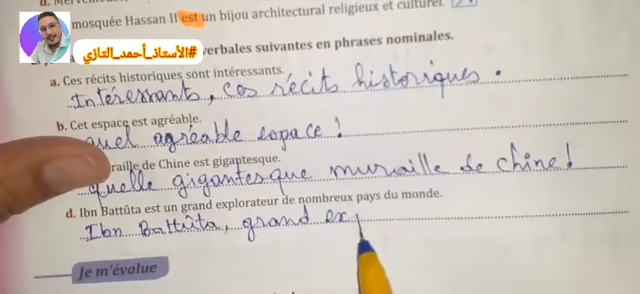 mosquée Hassan II est un bijou architectural religieux et culturel.
#الأستاذ_أحمد_التازي
verbales suivantes en phrases nominales.
a. Ces récits historiques sont intéressants.
Intéressants, ces récits historiques.
b. Cet espace est agréable.
quel agréable espace !
raille de Chine est gigantesque.
quelle gigantesque muraille de chine !
d. Ibn Battûta est un grand explorateur de nombreux pays du monde.
Ibn Battûta, grand ex
Je m'évalue